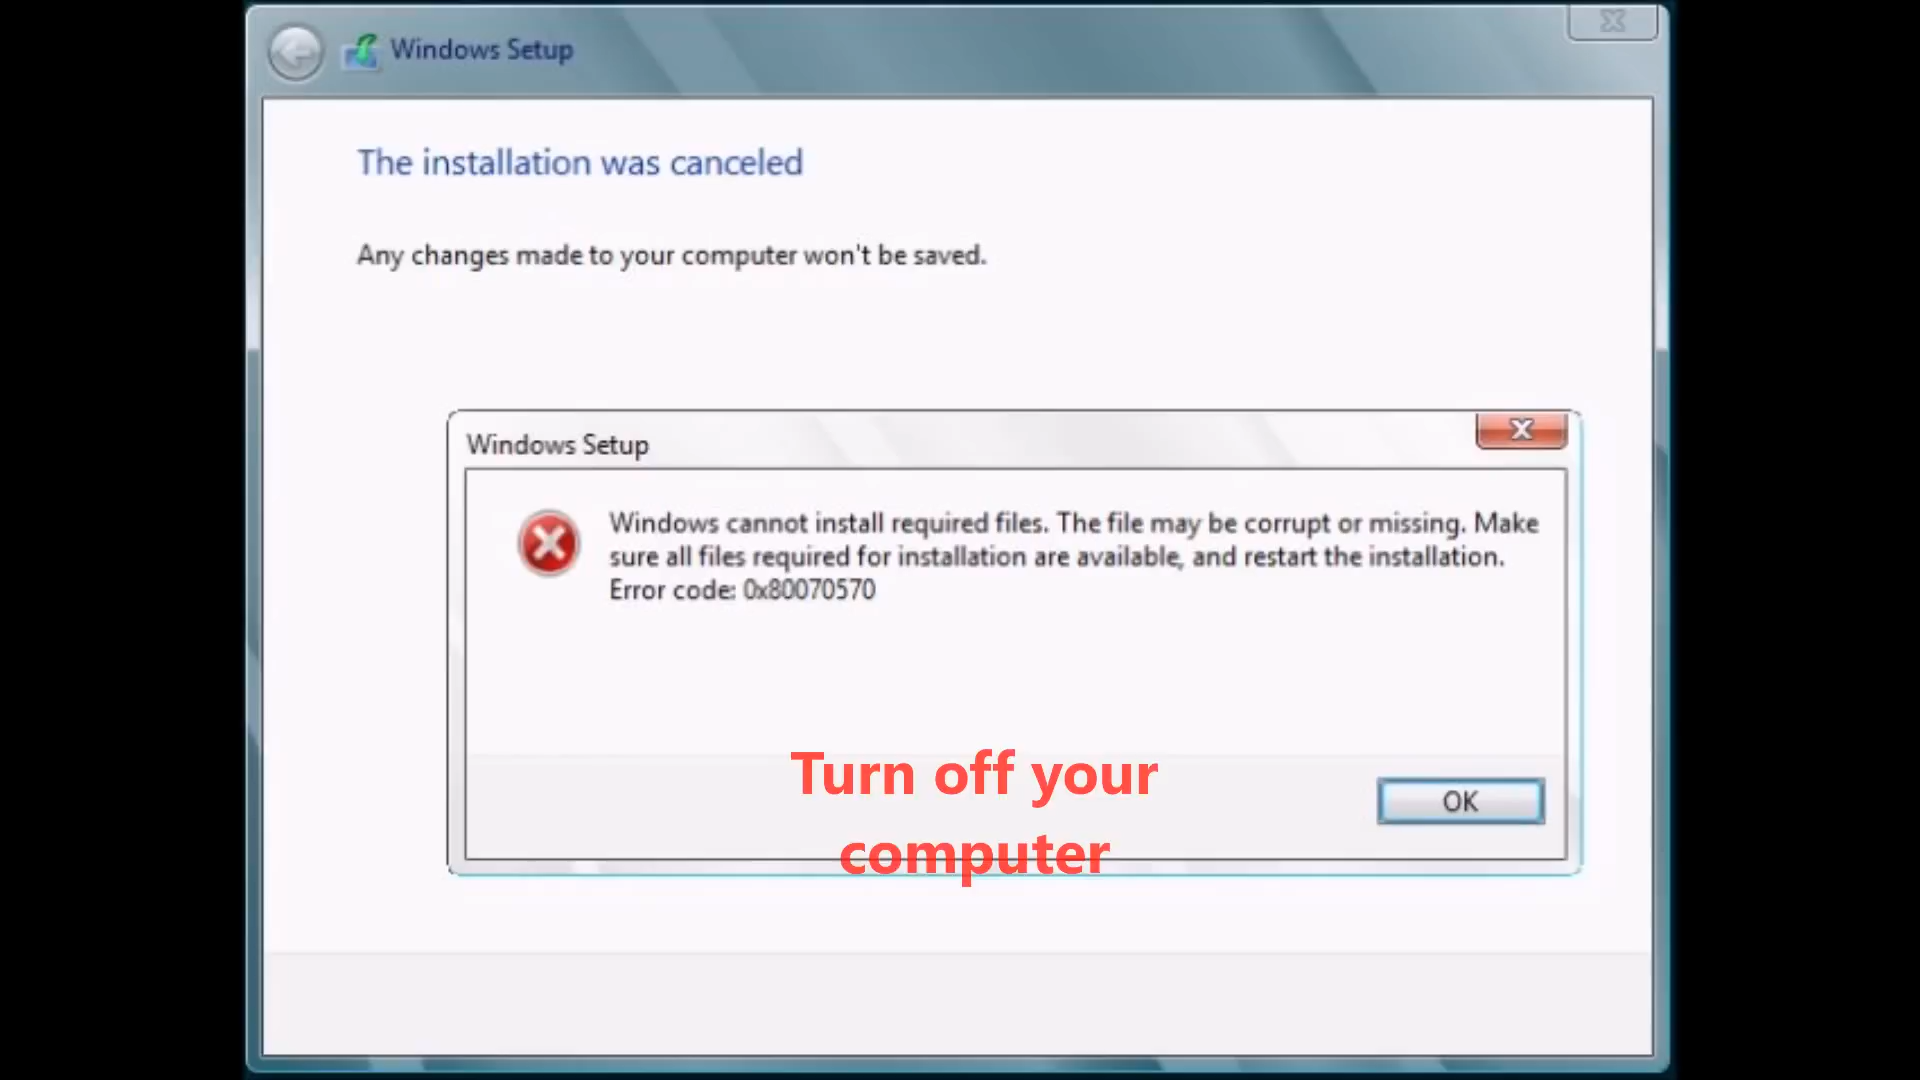 Windows Setup
The installation was canceled
Any changes made to your computer won't be saved.
Windows Setup
Windows cannot install required files. The file may be corrupt or missing. Make
sure all files required for installation are available, and restart the installation.
Error code: 0x80070570
Turn off your
computer
OK